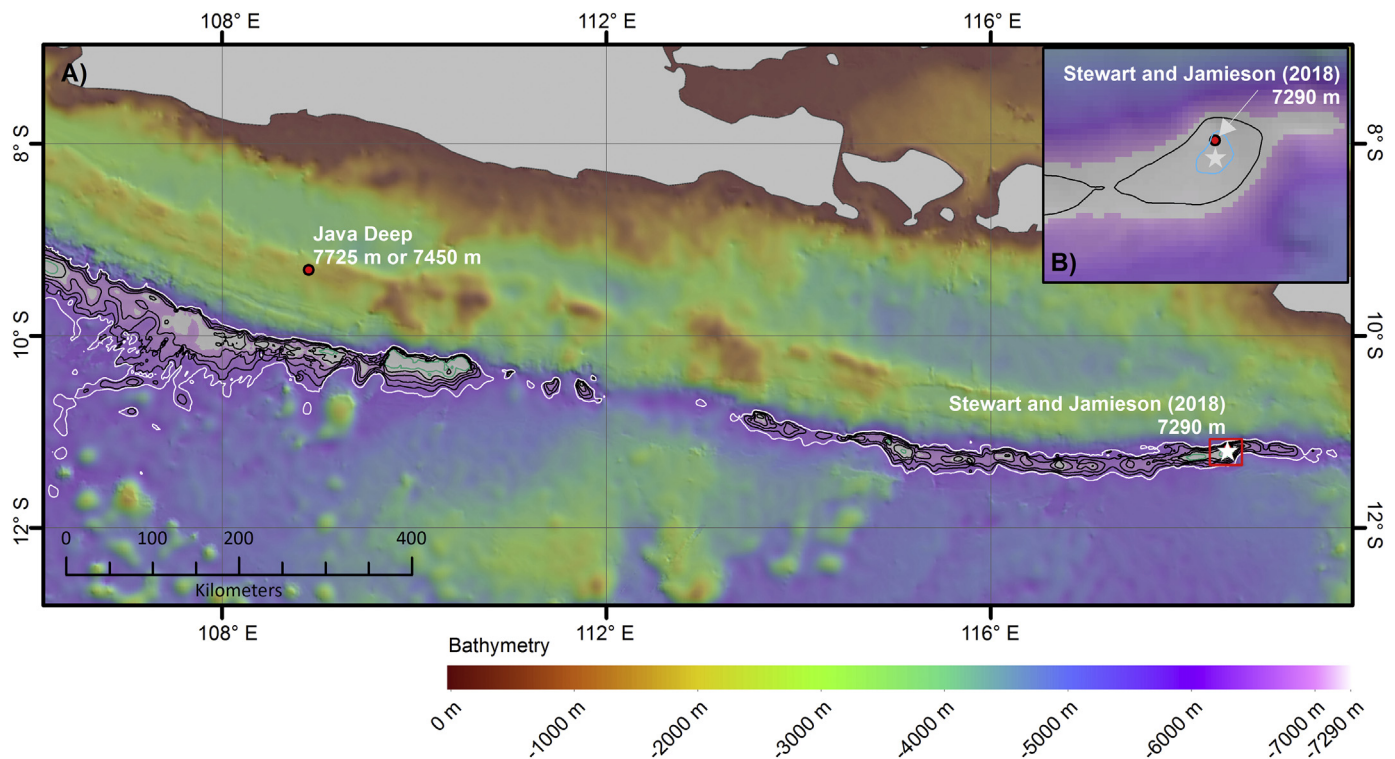 108° E
112° E
116° E
A)
Stewart and Jamieson (2018)
7290 m
B)
8°S
8°S
Java Deep
7725 m or 7450 m
10°S
10°S
Stewart and Jamieson (2018)
7290 m
12°S
12°S
0
100
200
400
Kilometers
108° E
112° E
116° E
Bathymetry
0 m
-1000 m
-2000 m
-3000 m
-4000 m
-5000 m
-6000 m
-7000 m
-7290 m